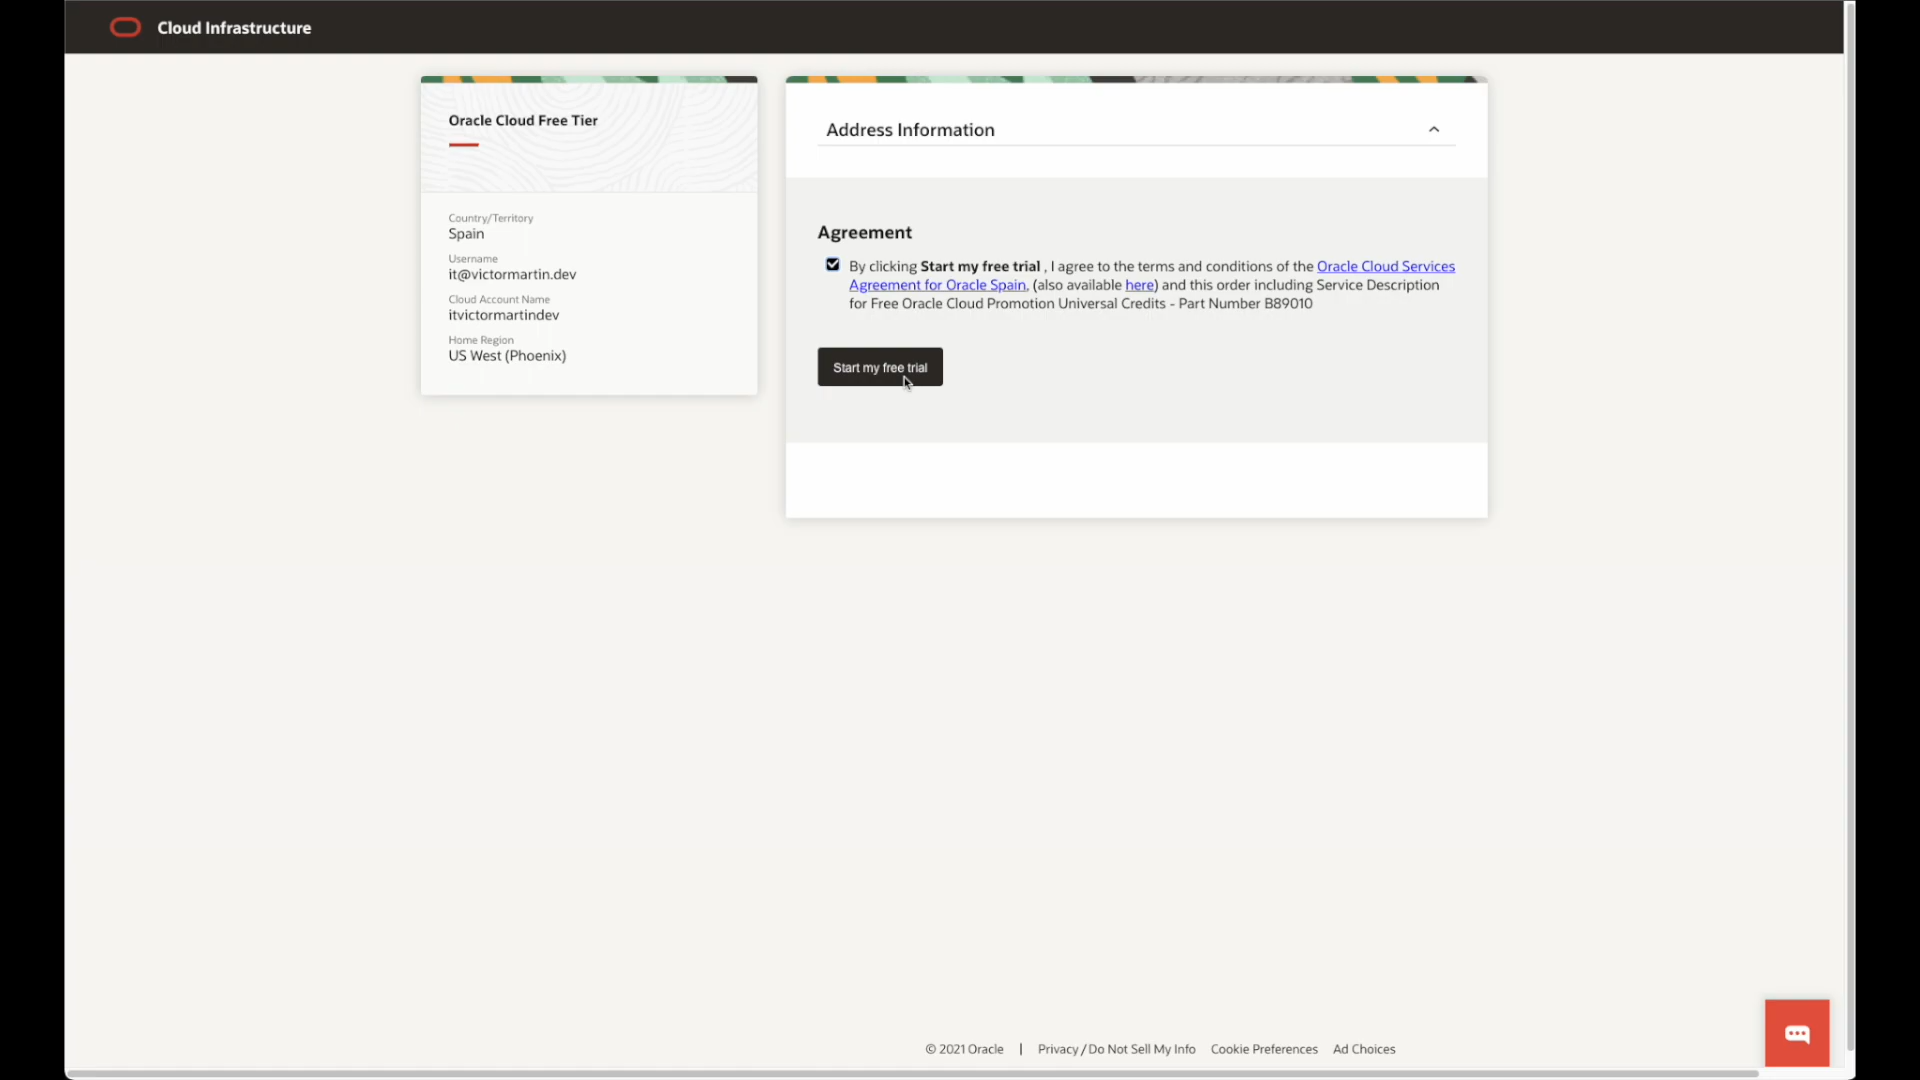 Cloud Infrastructure
Oracle Cloud Free Tier
Country/Territory
Spain
Username
it@victormartin.dev
Cloud Account Name
itvictormartindev
Home Region
US West (Phoenix)
Address Information
Agreement
By clicking Start my free trial , I agree to the terms and conditions of the Oracle Cloud Services
Agreement for Oracle Spain, (also available here) and this order including Service Description
for Free Oracle Cloud Promotion Universal Credits - Part Number B89010
Start my free trial
© 2021 Oracle | Privacy / Do Not Sell My Info Cookie Preferences Ad Choices